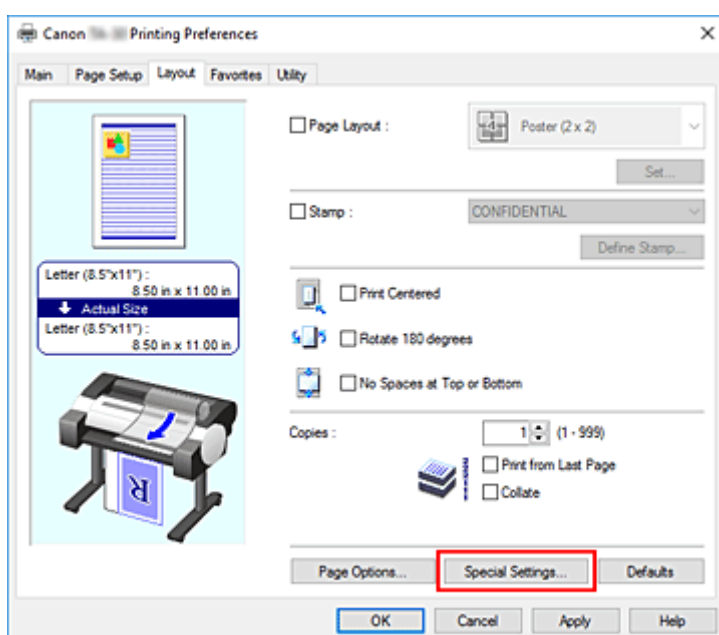 Canon Printing Preferences
Main Page Setup Layout Favorites Utility
Page Layout : Poster (2 x 2)
Set...
Stamp : CONFIDENTIAL
Define Stamp...
Letter (8.5"x11") :
8.50 in x 11.00 in
Actual Size
Letter (8.5"x11") :
8.50 in x 11.00 in
Print Centered
Rotate 180 degrees
No Spaces at Top or Bottom
Copies : 1 (1 - 999)
Print from Last Page
Collate
R
Page Options... Special Settings... Defaults
OK Cancel Apply Help